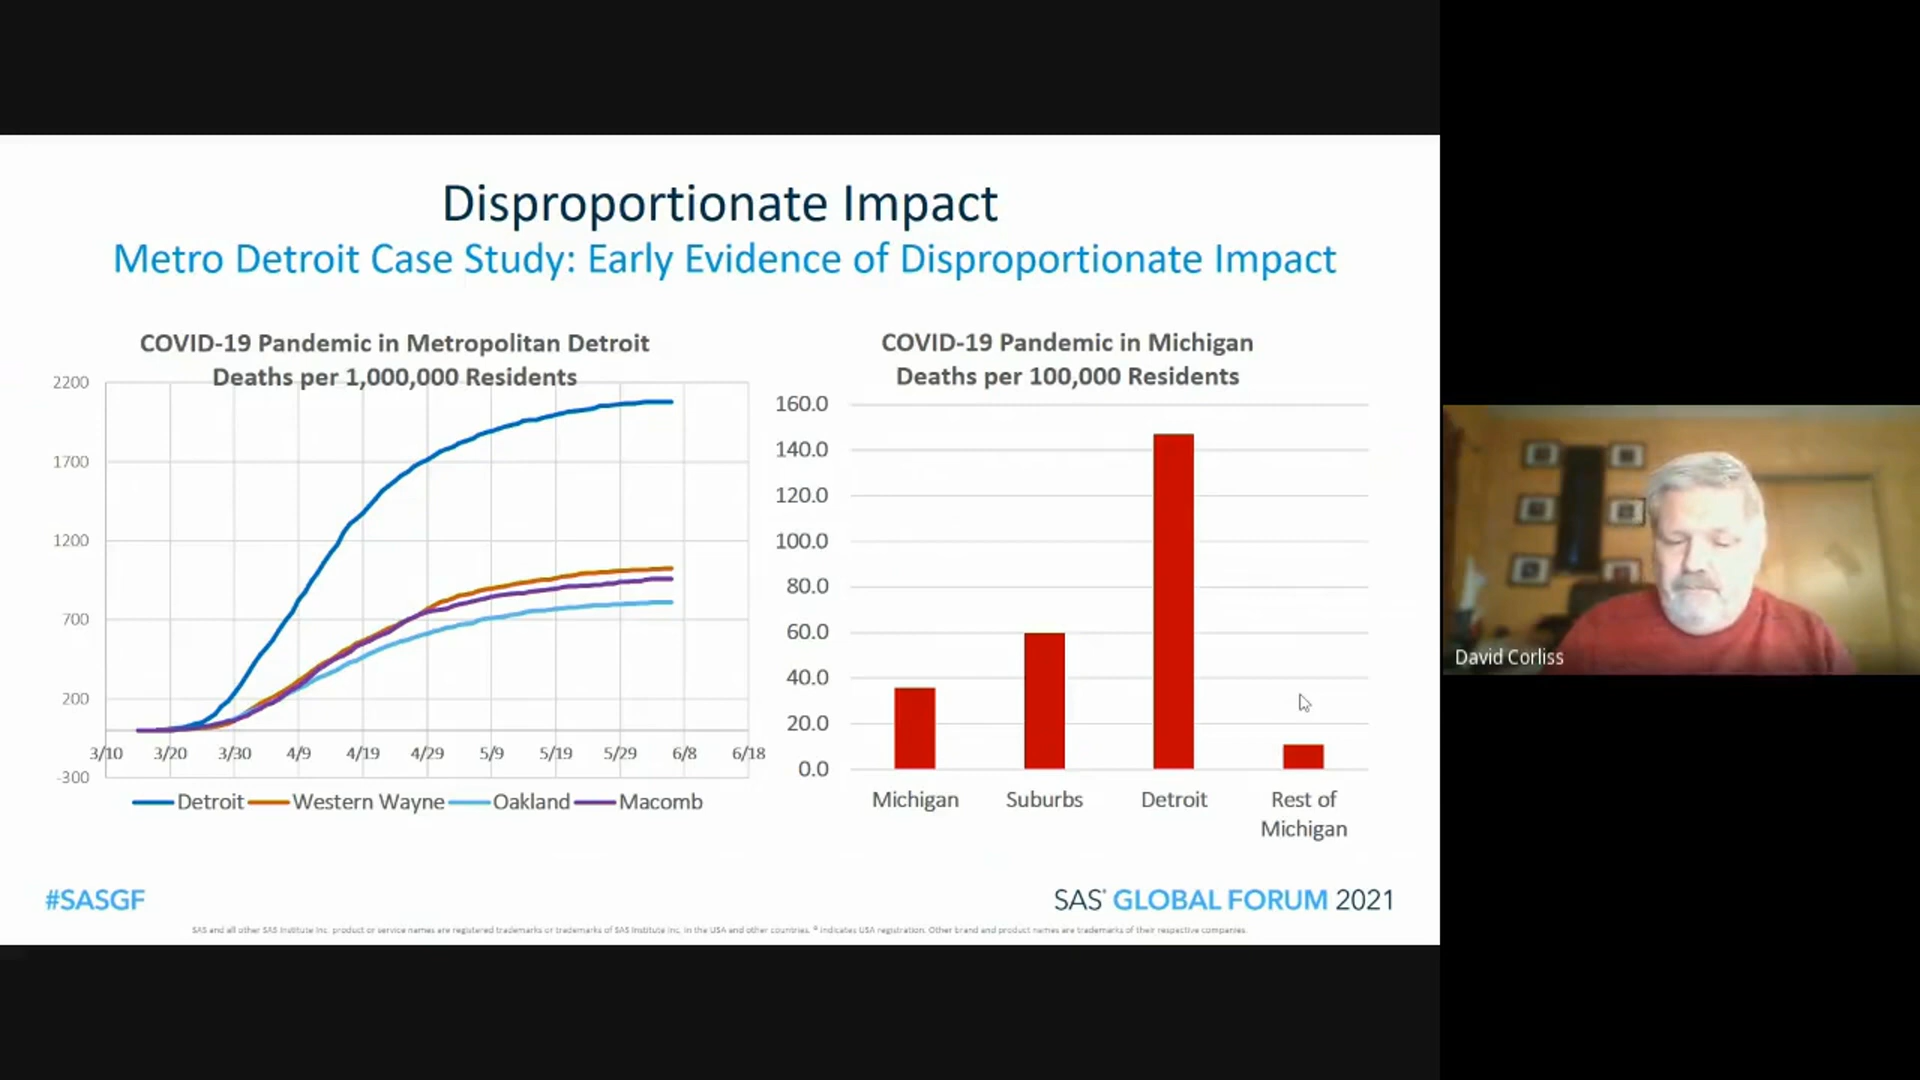 Disproportionate Impact
Metro Detroit Case Study: Early Evidence of Disproportionate Impact
COVID-19 Pandemic in Metropolitan Detroit
Deaths per 1,000,000 Residents
2200
1700
1200
700
200
-300
3/10 3/20 3/30 4/9 4/19 4/29 5/9 5/19 5/29 6/8 6/18
Detroit Western Wayne Oakland Macomb
COVID-19 Pandemic in Michigan
Deaths per 100,000 Residents
160.0
140.0
120.0
100.0
80.0
60.0
40.0
20.0
0.0
Michigan Suburbs Detroit Rest of
Michigan
David Corliss
#SASGF
SAS® GLOBAL FORUM 2021
SAS and all other SAS Institute Inc. product or service names are registered trademarks or trademarks of SAS Institute Inc. in the USA and other countries. ® indicates USA registration. Other brand and product names are trademarks of their respective companies.